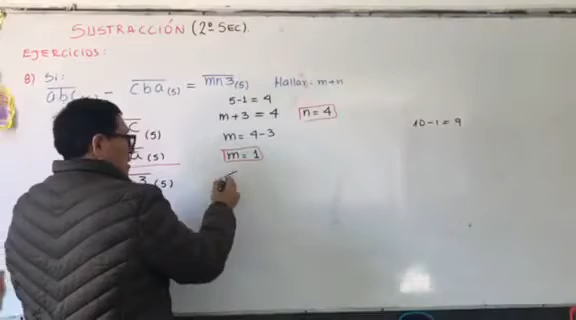 SUSTRACCIÓN (2º SEC).
EJERCICIOS:
8) Si:
abc - cba (5) = mn3 (5) Hallar: m+n
5-1 = 4
m+3 = 4 n=4
10-1 = 9
c (5)
m = 4-3
a (5)
m = 1
3 (5)